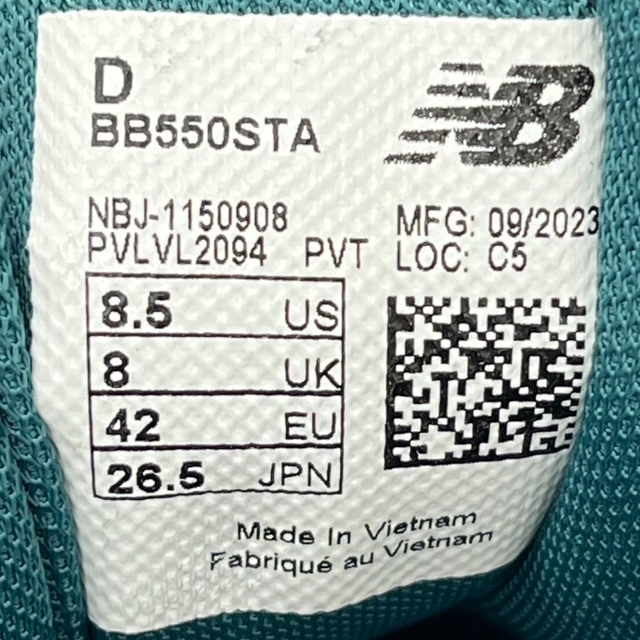 D
BB550STA
NB
NBJ-1150908
PVLVL2094 PVT
MFG: 09/2023
LOC: C5
8.5 US
8 UK
42 EU
26.5 JPN
Made In Vietnam
Fabriqué au Vietnam